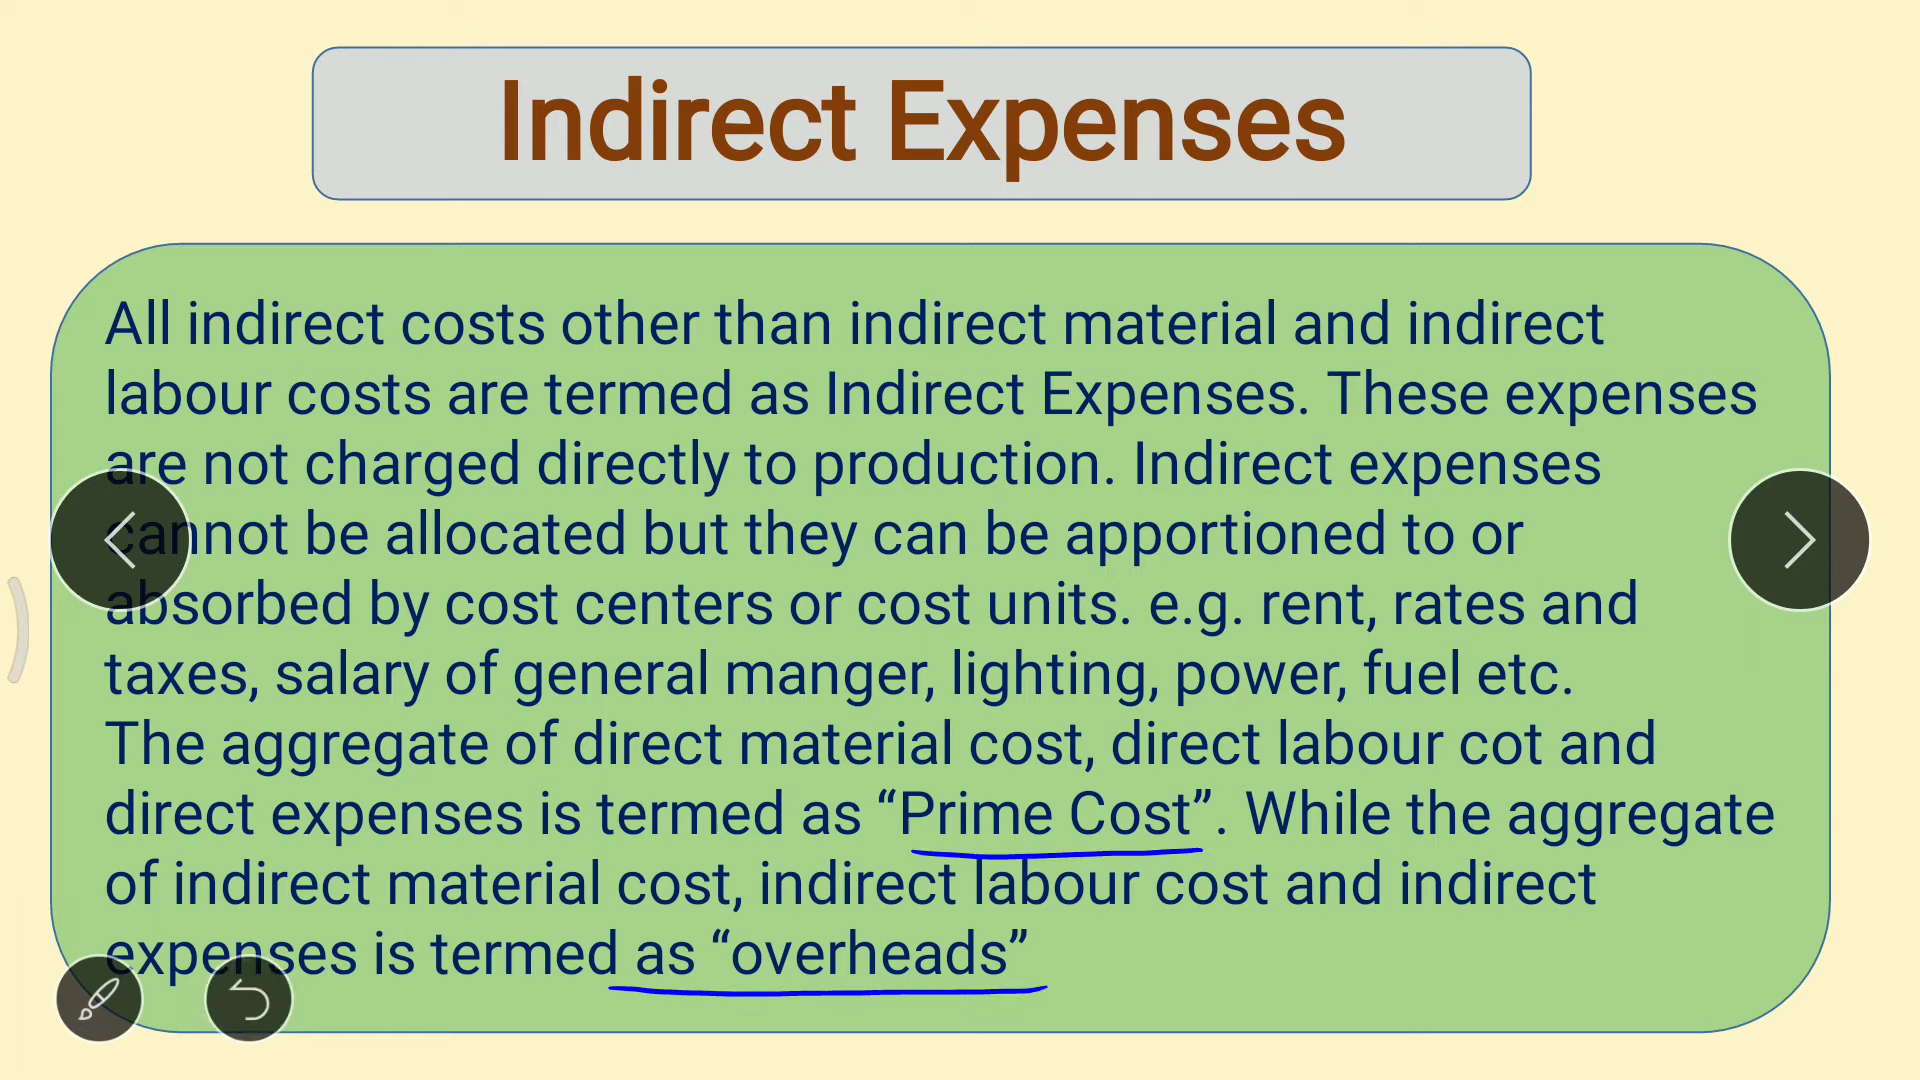 Indirect Expenses
All indirect costs other than indirect material and indirect
labour costs are termed as Indirect Expenses. These expenses
are not charged directly to production. Indirect expenses
cannot be allocated but they can be apportioned to or
absorbed by cost centers or cost units. e.g. rent, rates and
taxes, salary of general manger, lighting, power, fuel etc.
The aggregate of direct material cost, direct labour cot and
direct expenses is termed as “Prime Cost”. While the aggregate
of indirect material cost, indirect labour cost and indirect
expenses is termed as “overheads”